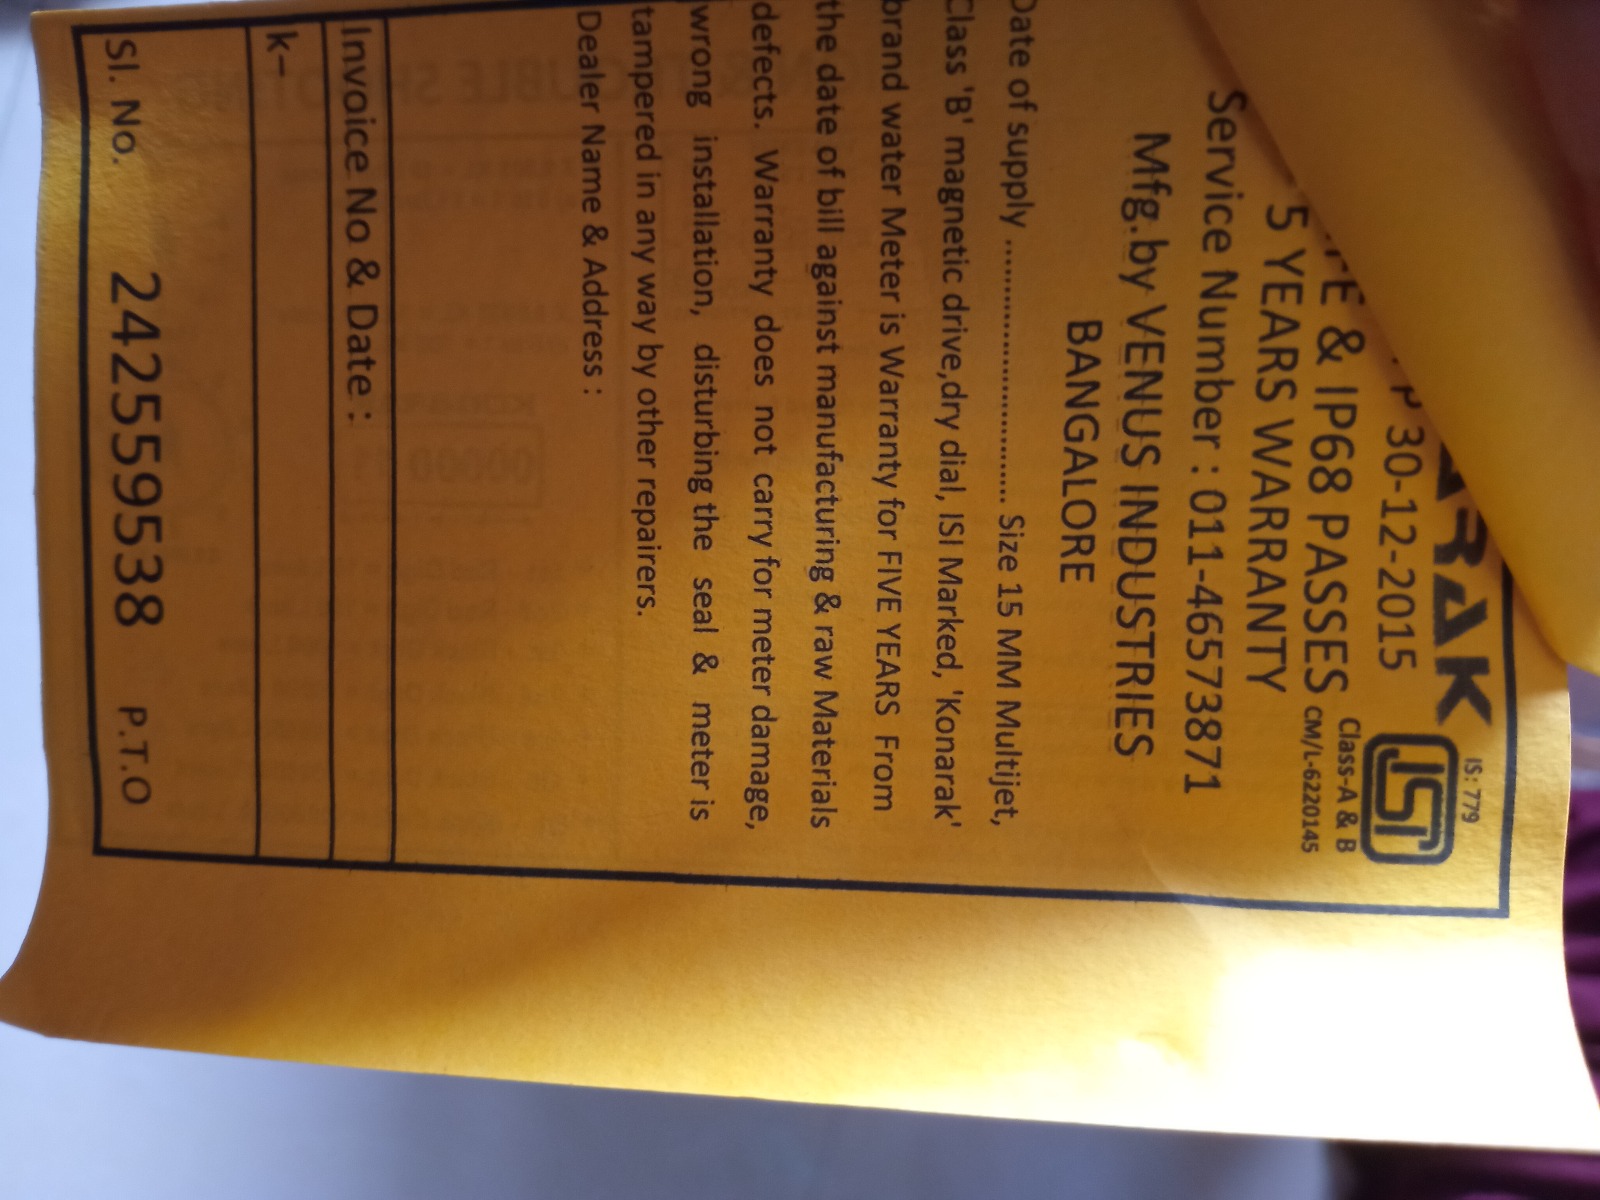 IS: 779
Class-A & B
CM/L-6220145
30-12-2015
& IP68 PASSES
5 YEARS WARRANTY
Service Number : 011-46573871
Mfg.by VENUS INDUSTRIES
BANGALORE
Date of supply ................................ Size 15 MM Multijet,
Class 'B' magnetic drive,dry dial, ISI Marked, 'Konarak'
brand water Meter is Warranty for FIVE YEARS From
the date of bill against manufacturing & raw Materials
defects. Warranty does not carry for meter damage,
wrong installation, disturbing the seal & meter is
tampered in any way by other repairers.
Dealer Name & Address :
Invoice No & Date :
k–
Sl. No. 2425559538 P.T.O